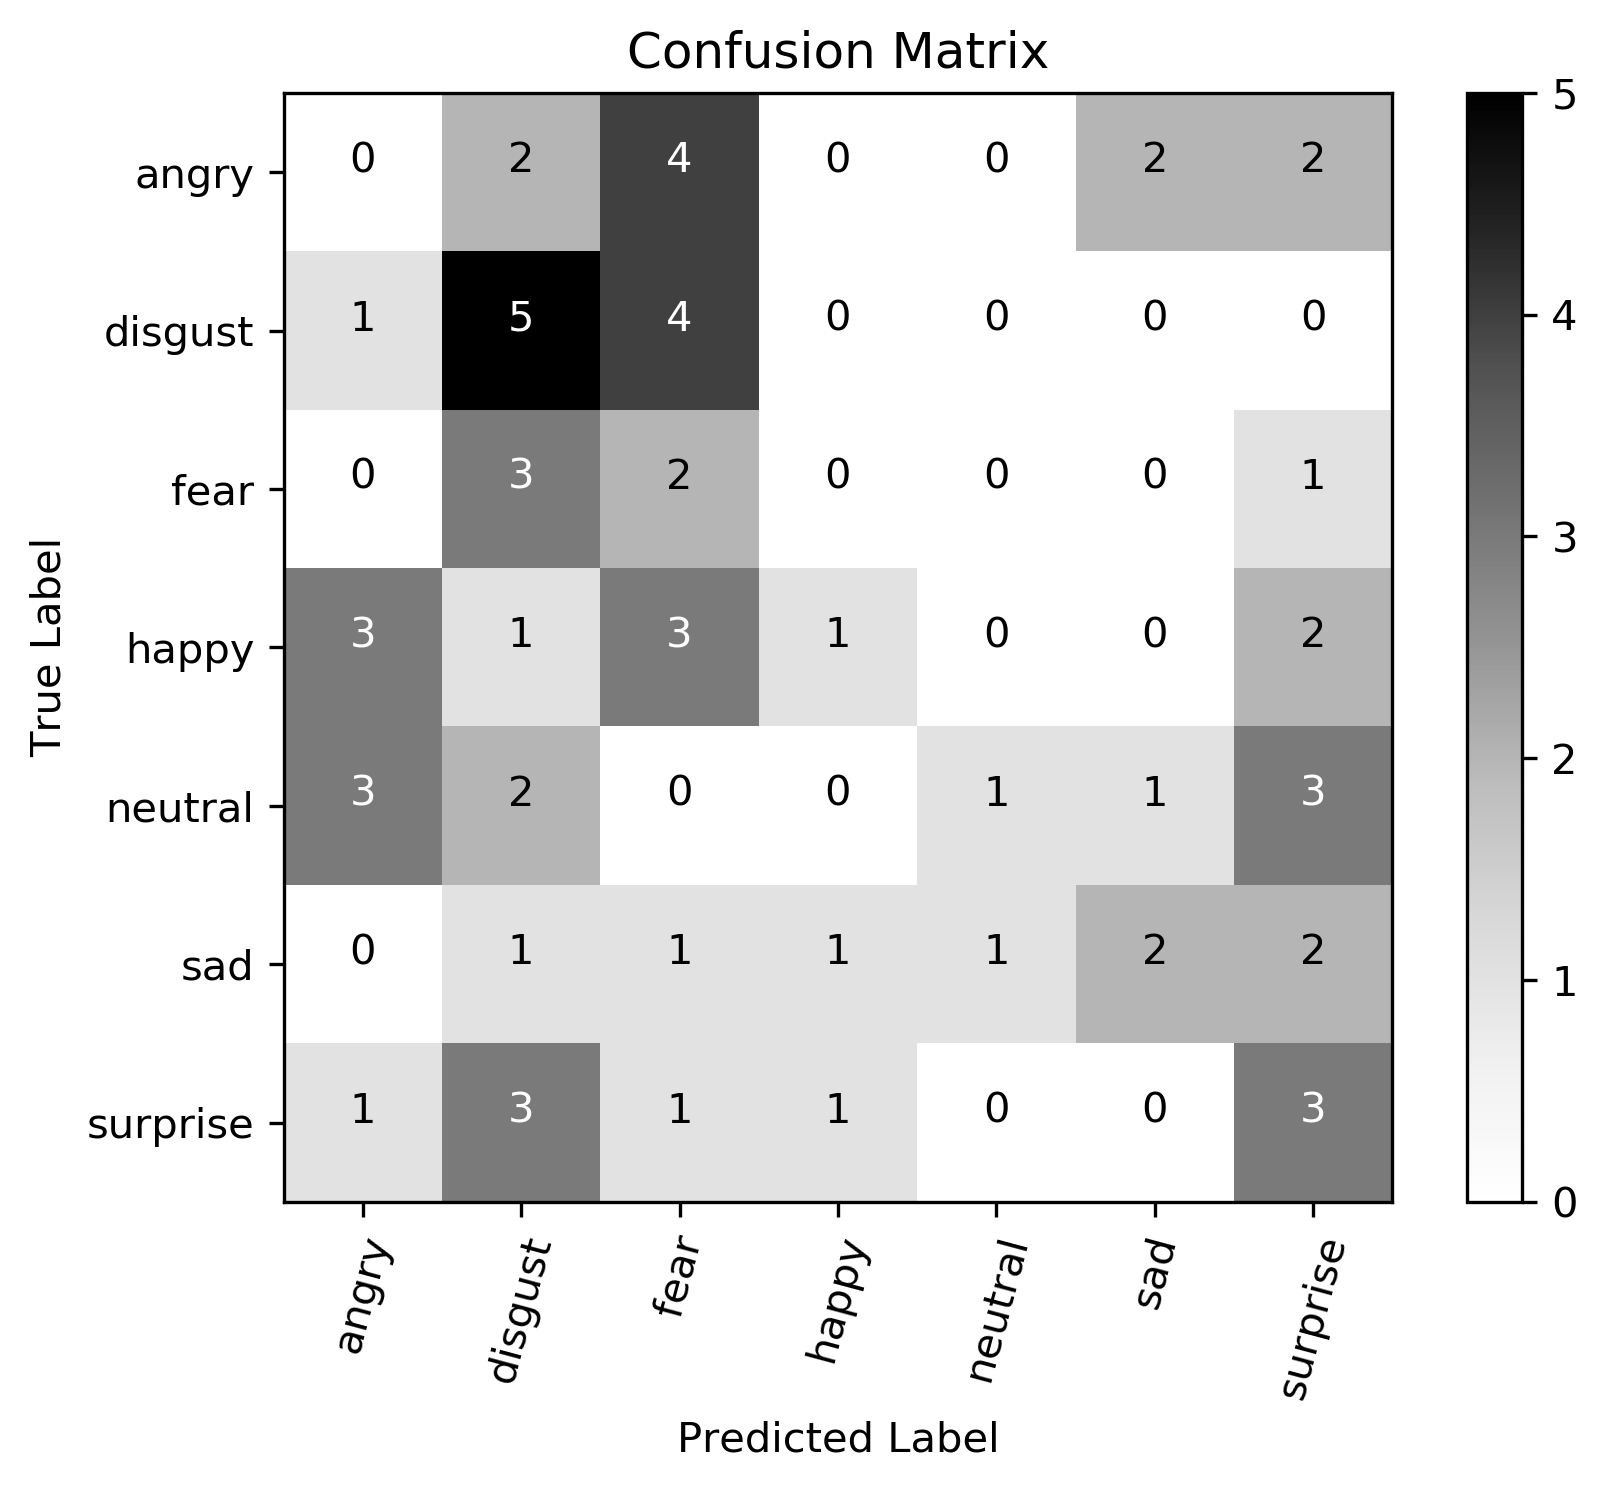 Confusion Matrix
angry 0 2 4 0 0 2 2
disgust 1 5 4 0 0 0 0
fear 0 3 2 0 0 0 1
happy 3 1 3 1 0 0 2
neutral 3 2 0 0 1 1 3
sad 0 1 1 1 1 2 2
surprise 1 3 1 1 0 0 3
True Label
angry disgust fear happy neutral sad surprise
Predicted Label
5
4
3
2
1
0